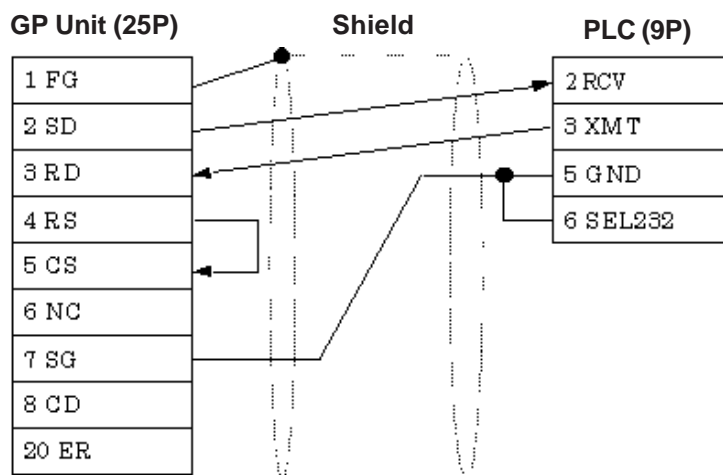 GP Unit (25P)
Shield
PLC (9P)
1 FG
2 SD
3 RD
4 RS
5 CS
6 NC
7 SG
8 CD
20 ER
2 RCV
3 XMT
5 GND
6 SEL232